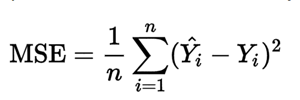 MSE = \frac{1}{n} \sum_{i=1}^{n} (\hat{Y}_i - Y_i)^2